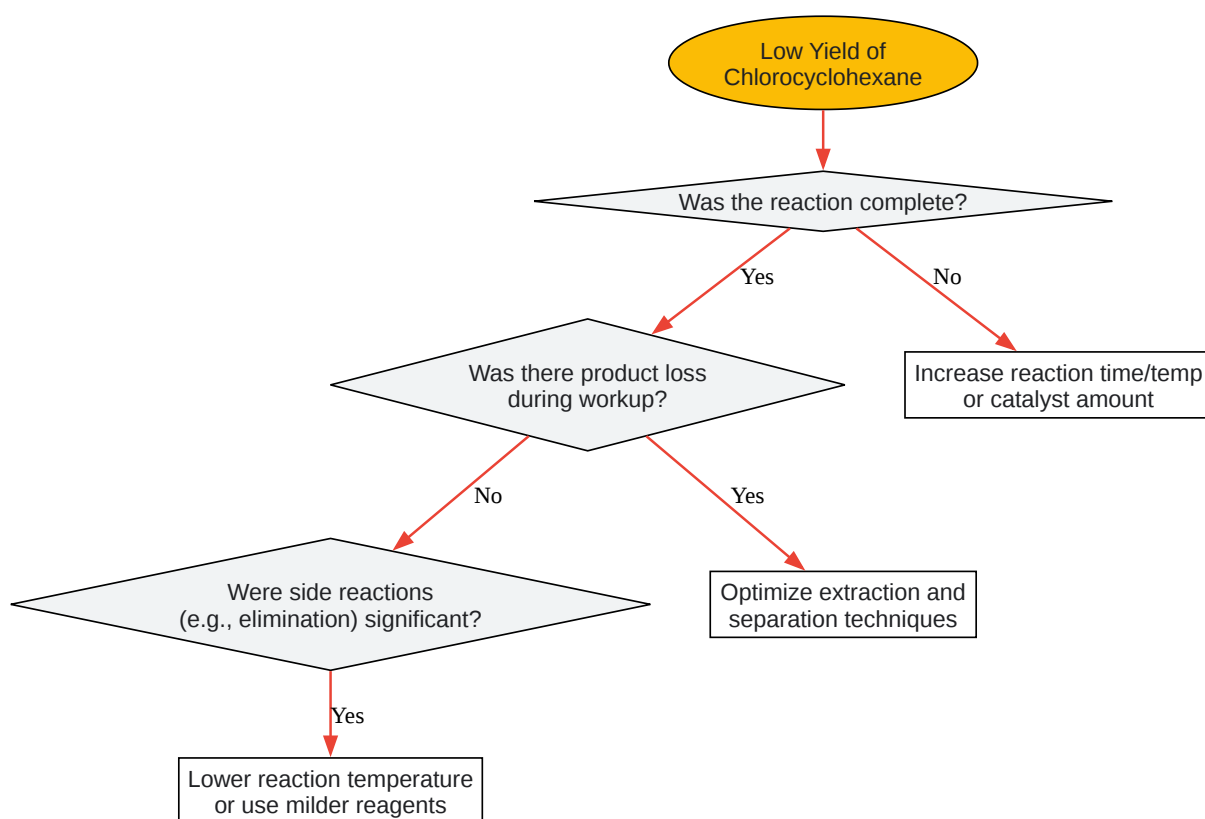 Low Yield of
Chlorocyclohexane
Was the reaction complete?
Yes
No
Was there product loss
during workup?
Increase reaction time/temp
or catalyst amount
No
Yes
Were side reactions
(e.g., elimination) significant?
Optimize extraction and
separation techniques
Yes
Lower reaction temperature
or use milder reagents